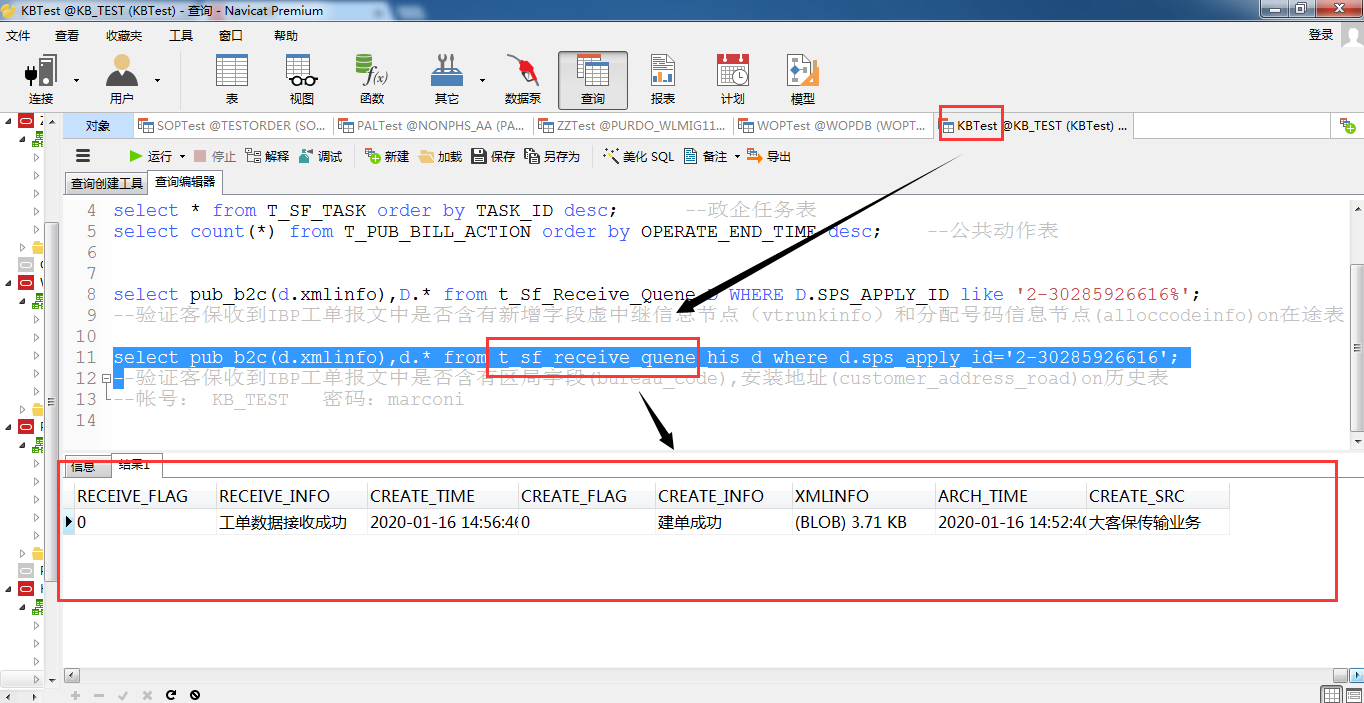 KBTest @KB_TEST (KBTest) - 查询 - Navicat Premium
文件 查看 收藏夹 工具 窗口 帮助 登录
连接 用户 表 视图 函数 其它 数据泵 查询 报表 计划 模型
对象 SOPTest @TESTORDER (SO... PALTest @NONPHS_AA (PA... ZZTest @PURDO_WLMIG11... WOPTest @WOPDB (WOPT... KBTest @KB_TEST (KBTest) ...
运行 停止 解释 调试 新建 加载 保存 另存为 美化 SQL 备注 导出
查询创建工具 查询编辑器
4 select * from T_SF_TASK order by TASK_ID desc; --政企任务表
5 select count(*) from T_PUB_BILL_ACTION order by OPERATE_END_TIME desc; --公共动作表
6
7
8 select pub_b2c(d.xmlinfo),D.* from t_Sf_Receive_Quene D WHERE D.SPS_APPLY_ID like '2-30285926616%';
9 --验证客保收到IBP工单报文中是否含有新增字段虚中继信息节点（vtrunkinfo）和分配号码信息节点(alloccodeinfo)on在途表
10
11 select pub_b2c(d.xmlinfo),d.* from t_sf_receive_quene_his d where d.sps_apply_id='2-30285926616';
12 --验证客保收到IBP工单报文中是否含有区局字段(bureau_code),安装地址(customer_address_road)on历史表
13 --帐号： KB_TEST 密码：marconi
14
信息 结果1
RECEIVE_FLAG RECEIVE_INFO CREATE_TIME CREATE_FLAG CREATE_INFO XMLINFO ARCH_TIME CREATE_SRC
0 工单数据接收成功 2020-01-16 14:56:46 0 建单成功 (BLOB) 3.71 KB 2020-01-16 14:52:40 大客保传输业务